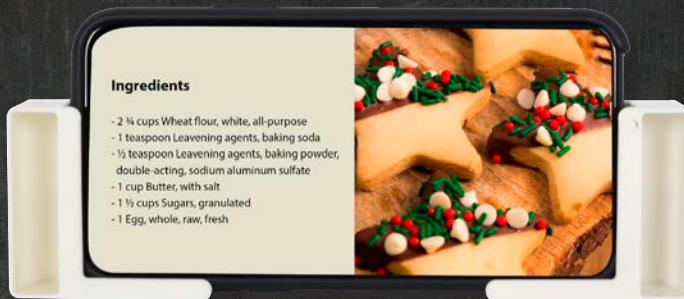 Ingredients
- 2 ¾ cups Wheat flour, white, all-purpose
- 1 teaspoon Leavening agents, baking soda
- ½ teaspoon Leavening agents, baking powder,
double-acting, sodium aluminum sulfate
- 1 cup Butter, with salt
- 1 ½ cups Sugars, granulated
- 1 Egg, whole, raw, fresh